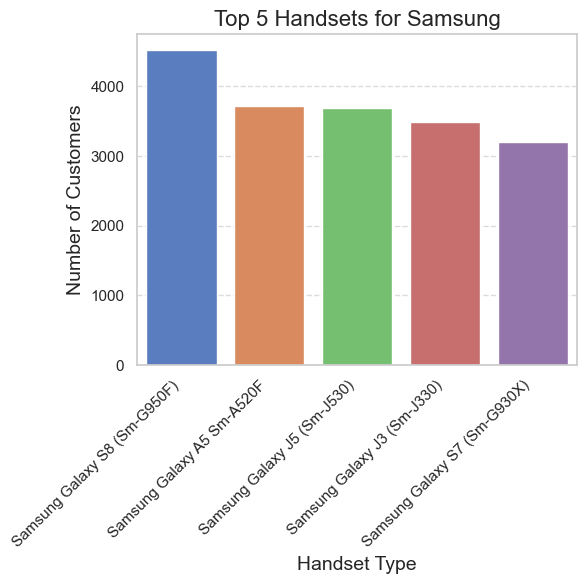 Top 5 Handsets for Samsung
Number of Customers
4000
3000
2000
1000
0
Samsung Galaxy S8 (Sm-G950F)
Samsung Galaxy A5 Sm-A520F
Samsung Galaxy J5 (Sm-J530)
Samsung Galaxy J3 (Sm-J330)
Samsung Galaxy S7 (Sm-G930X)
Handset Type